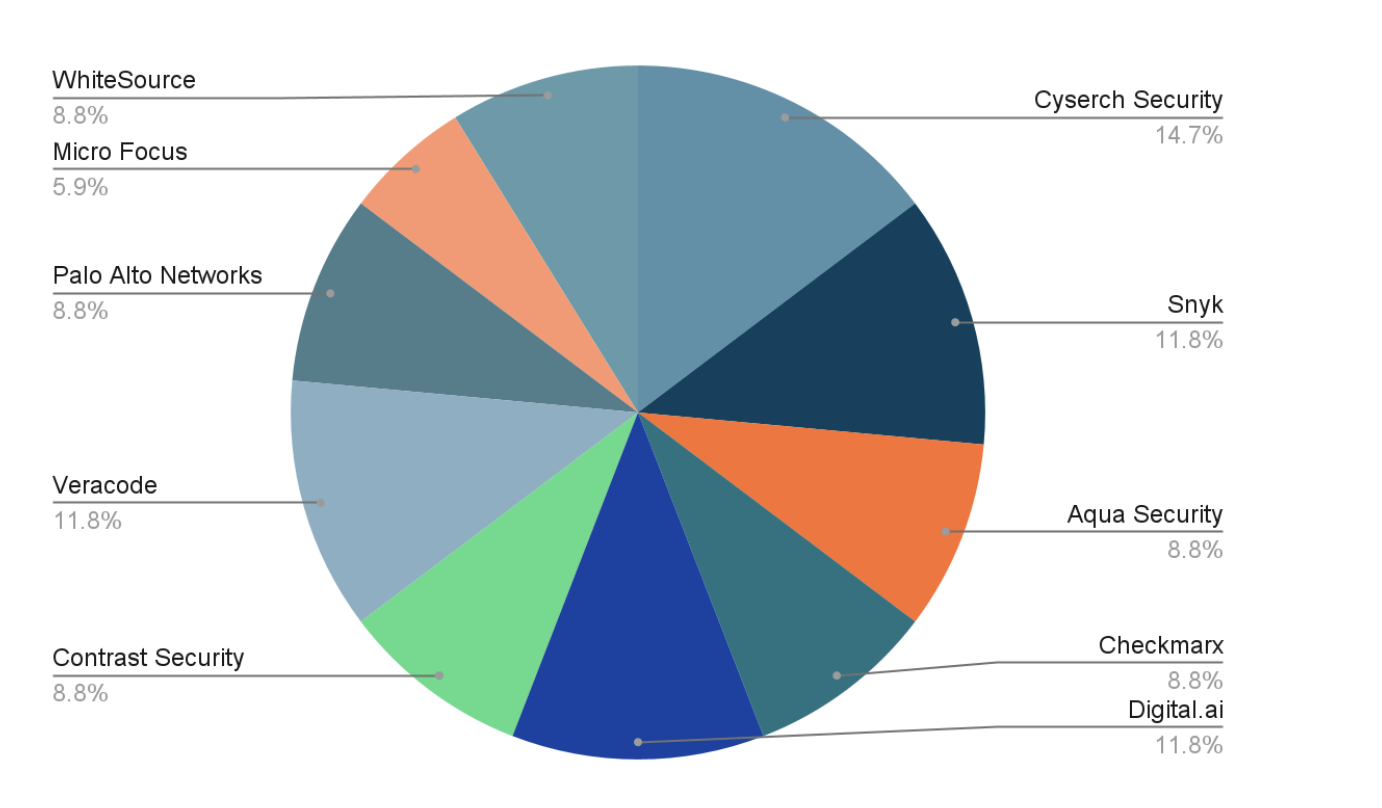 WhiteSource
8.8%
Micro Focus
5.9%
Palo Alto Networks
8.8%
Veracode
11.8%
Contrast Security
8.8%
Cyserch Security
14.7%
Snyk
11.8%
Aqua Security
8.8%
Checkmarx
8.8%
Digital.ai
11.8%